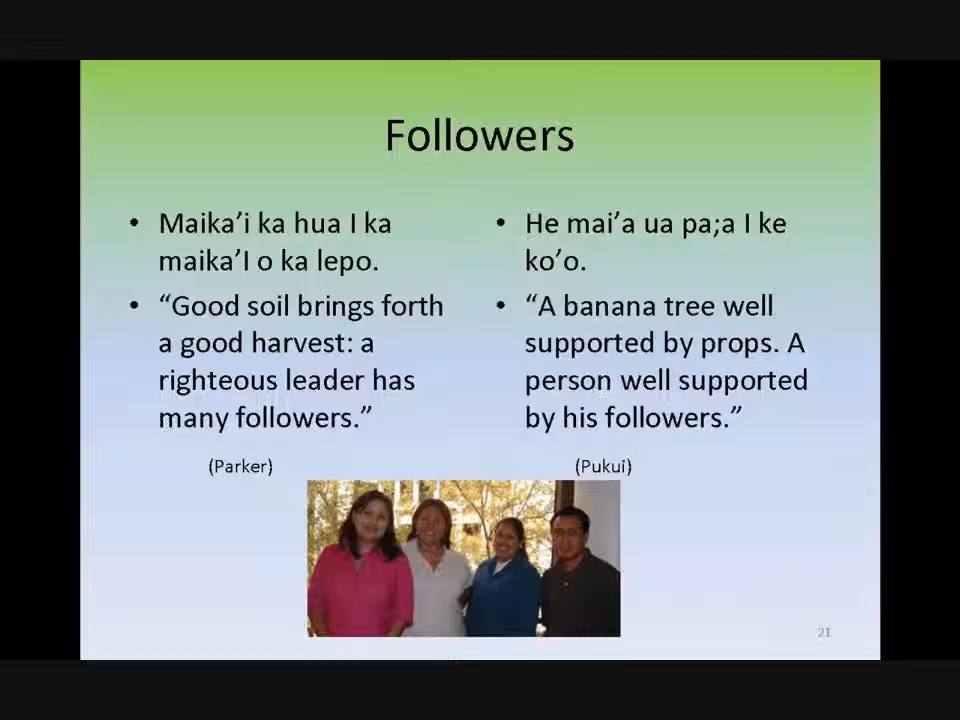 Followers
• Maika’i ka hua I ka
maika’I o ka lepo.
• “Good soil brings forth
a good harvest: a
righteous leader has
many followers.”
(Parker)
• He mai’a ua pa;a I ke
ko’o.
• “A banana tree well
supported by props. A
person well supported
by his followers.”
(Pukui)
21